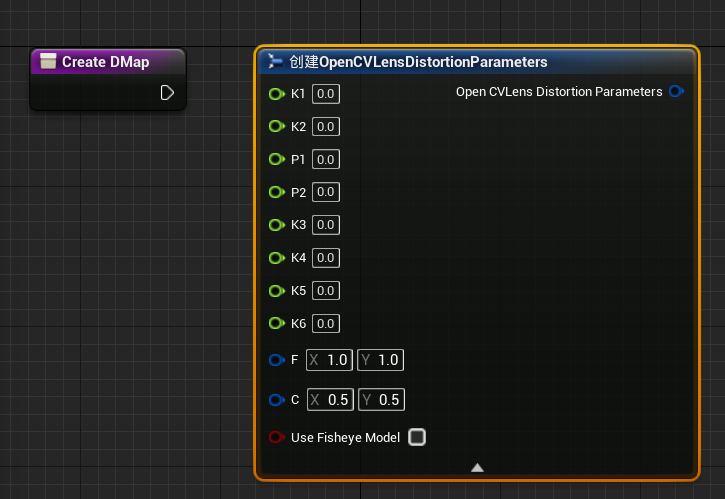 Create DMap
创建OpenCVLensDistortionParameters
K1 0.0
Open CVLens Distortion Parameters
K2 0.0
P1 0.0
P2 0.0
K3 0.0
K4 0.0
K5 0.0
K6 0.0
F X 1.0 Y 1.0
C X 0.5 Y 0.5
Use Fisheye Model